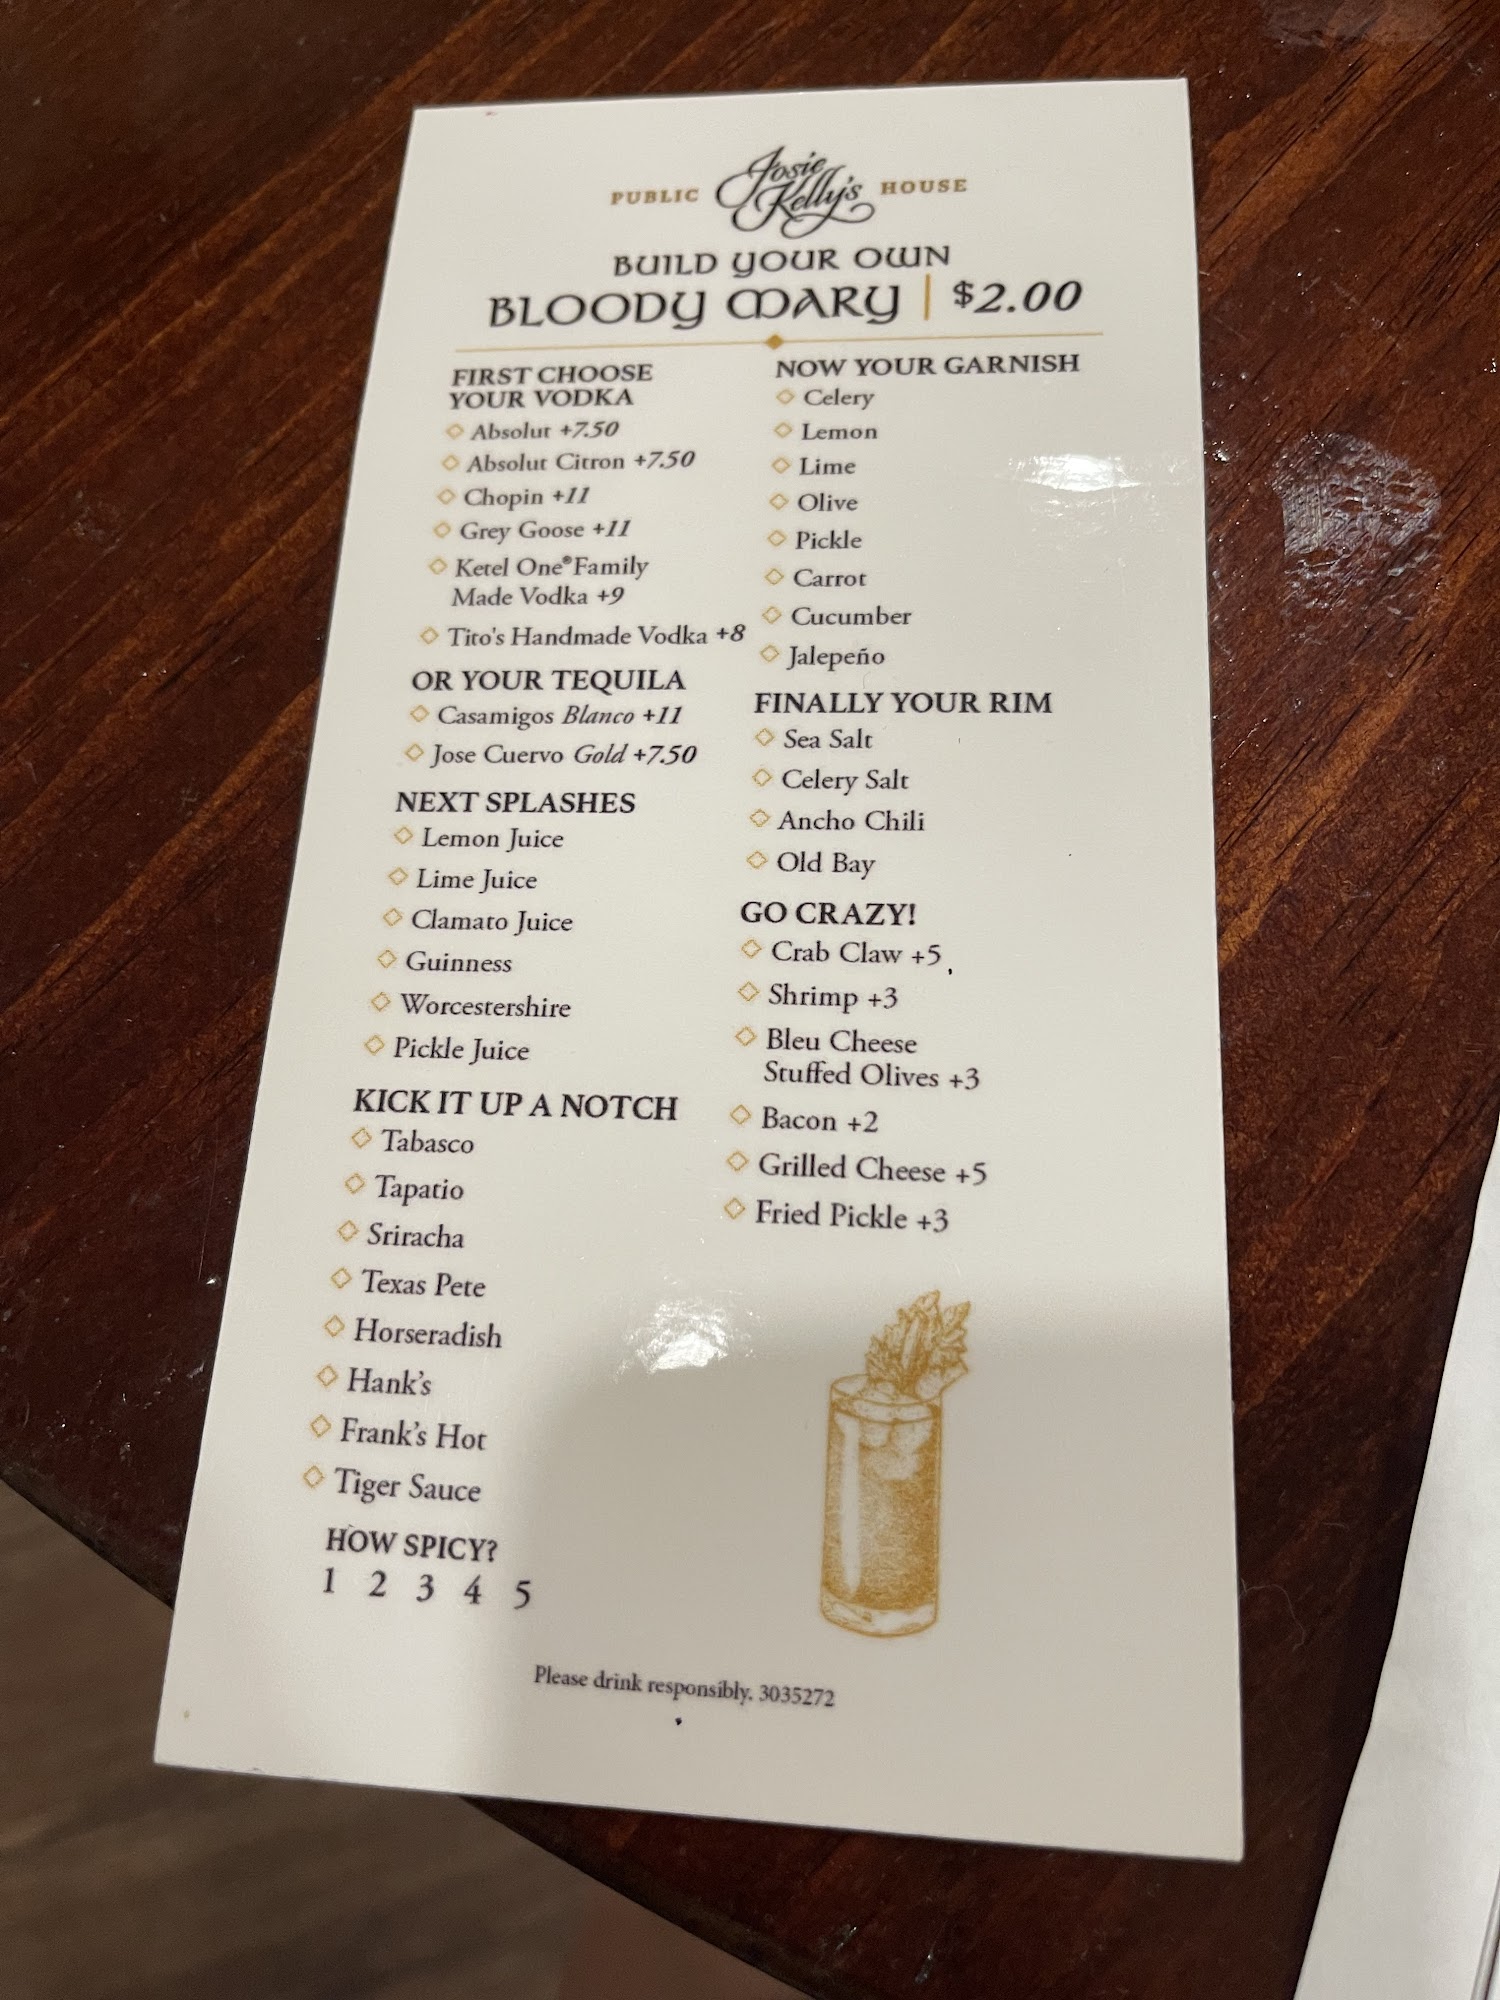 PUBLIC Josie Kelly's HOUSE
BUILD YOUR OWN
BLOODY MARY | $2.00
FIRST CHOOSE
YOUR VODKA
Absolut +7.50
Absolut Citron +7.50
Chopin +11
Grey Goose +11
Ketel One® Family
Made Vodka +9
Tito's Handmade Vodka +8
OR YOUR TEQUILA
Casamigos Blanco +11
Jose Cuervo Gold +7.50
NEXT SPLASHES
Lemon Juice
Lime Juice
Clamato Juice
Guinness
Worcestershire
Pickle Juice
KICK IT UP A NOTCH
Tabasco
Tapatio
Sriracha
Texas Pete
Horseradish
Hank's
Frank's Hot
Tiger Sauce
HOW SPICY?
1 2 3 4 5
NOW YOUR GARNISH
Celery
Lemon
Lime
Olive
Pickle
Carrot
Cucumber
Jalepeño
FINALLY YOUR RIM
Sea Salt
Celery Salt
Ancho Chili
Old Bay
GO CRAZY!
Crab Claw +5
Shrimp +3
Bleu Cheese
Stuffed Olives +3
Bacon +2
Grilled Cheese +5
Fried Pickle +3
Please drink responsibly. 3035272